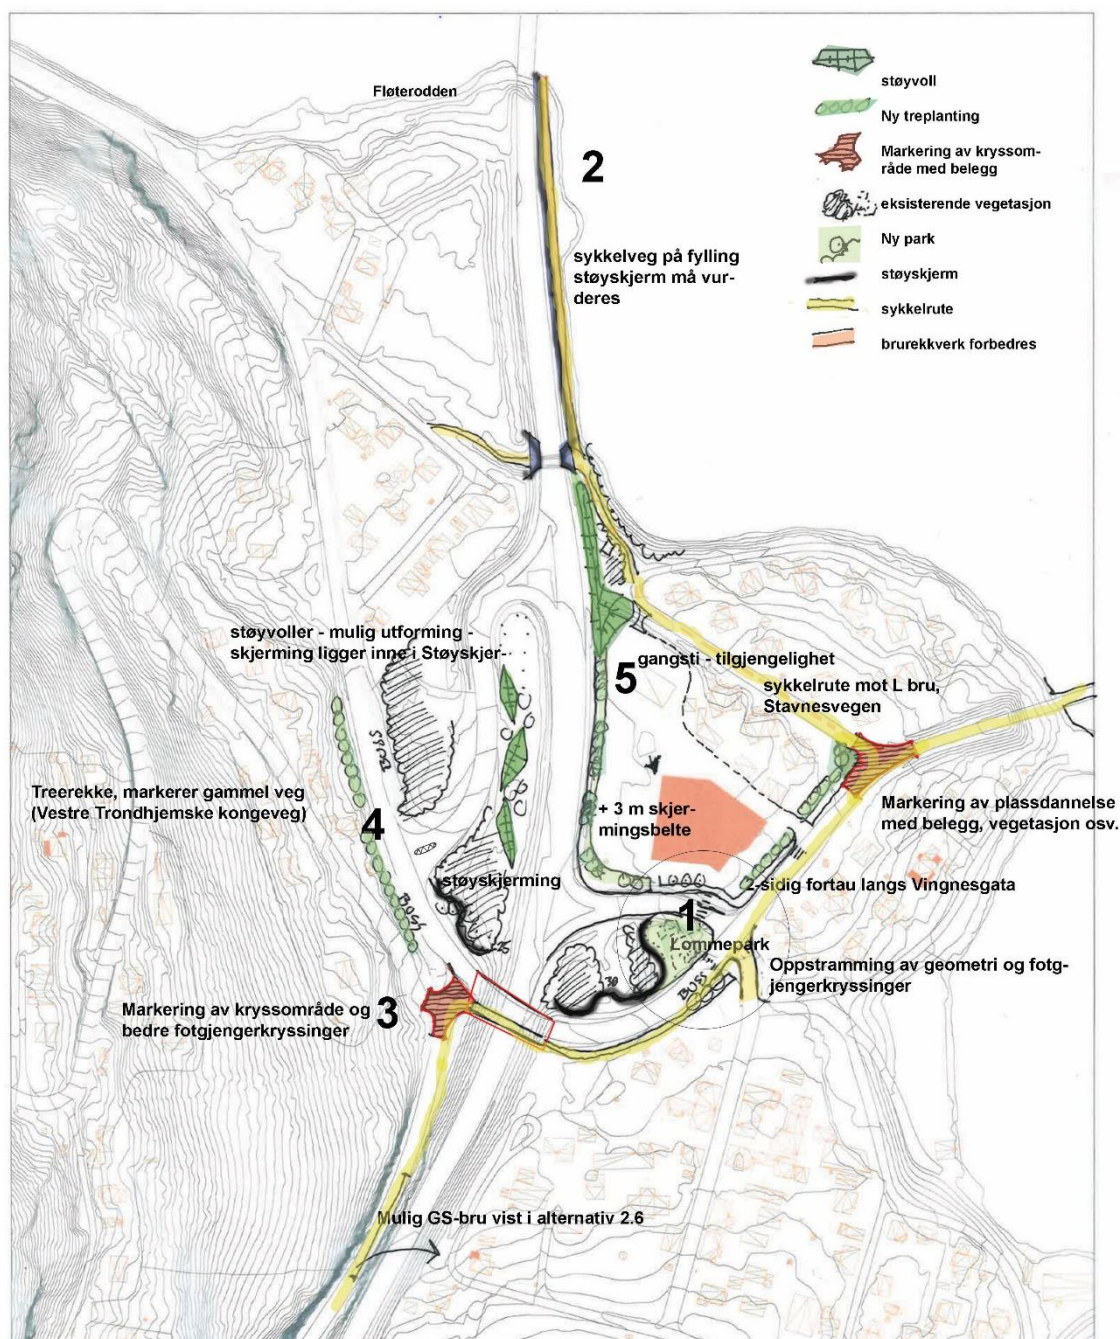 Fløterodden
støyvoll
Ny treplanting
Markering av kryssom-
råde med belegg
eksisterende vegetasjon
Ny park
støyskjerm
sykkelrute
brurekkverk forbedres
2
sykkelveg på fylling
støyskjerm må vur-
deres
støyvoller - mulig utforming -
skjerming ligger inne i Støyskjer-
5
gangsti - tilgjengelighet
sykkelrute mot L bru,
Stavnesvegen
BUSS
Treerekke, markerer gammel veg
(Vestre Trondhjemske kongeveg)
4
+ 3 m skjer-
mingsbelte
Markering av plassdannelse
med belegg, vegetasjon osv.
støyskjerming
BUSS
2-sidig fortau langs Vingnesgata
1
Lommepark
30
BUSS
Oppstramming av geometri og fotg-
jengerkryssinger
Markering av kryssområde og
bedre fotgjengerkryssinger
3
Mulig GS-bru vist i alternativ 2.6